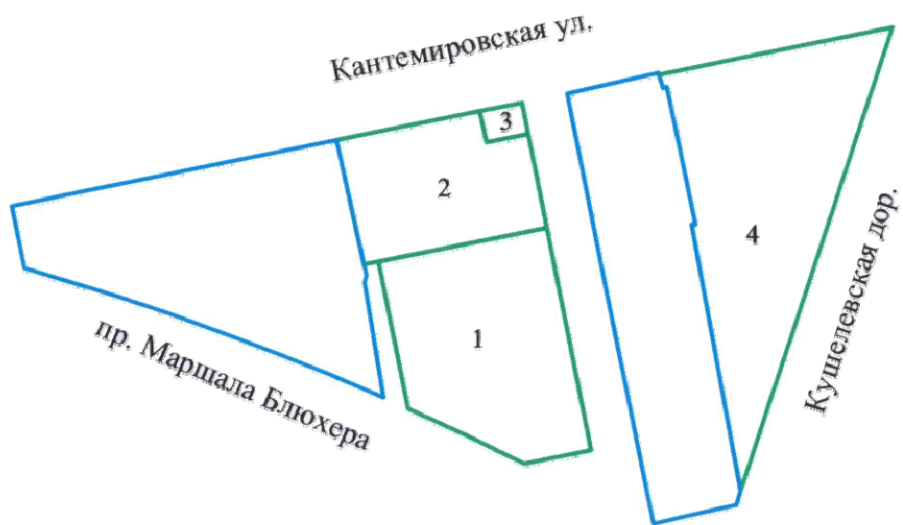 Кантемировская ул.
3
2
4
1
пр. Маршала Блюхера
Кушелевская дор.